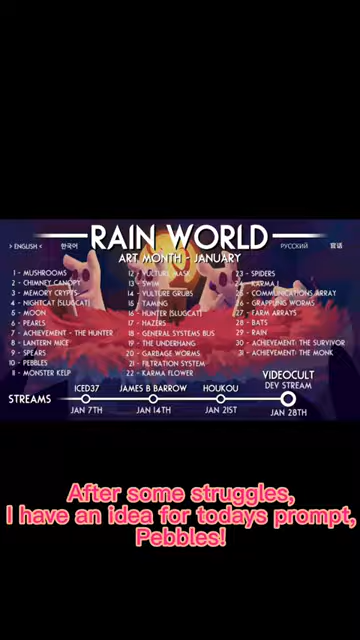 RAIN WORLD
ART MONTH - JANUARY
> ENGLISH <
한국어
РУССКИЙ
官话
1 - MUSHROOMS
2 - CHIMNEY CANOPY
3 - MEMORY CRYPTS
4 - NIGHTCAT (SLUGCAT)
5 - MOON
6 - PEARLS
7 - ACHIEVEMENT - THE HUNTER
8 - LANTERN MICE
9 - SPEARS
10 - PEBBLES
11 - MONSTER KELP
12 - VULTURE MASK
13 - SWIM
14 - VULTURE GRUBS
15 - TAMING
16 - HUNTER (SLUGCAT)
17 - HAZERS
18 - GENERAL SYSTEMS BUS
19 - THE UNDERHANG
20 - GARBAGE WORMS
21 - FILTRATION SYSTEM
22 - KARMA FLOWER
23 - SPIDERS
24 - KARMA
25 - COMMUNICATIONS ARRAY
26 - GRAPPLING WORMS
27 - FARM ARRAYS
28 - BATS
29 - RAIN
30 - ACHIEVEMENT: THE SURVIVOR
31 - ACHIEVEMENT: THE MONK
STREAMS
ICED37
JAN 7TH
JAMES B BARROW
JAN 14TH
HOUKOU
JAN 21ST
VIDEOCULT
DEV STREAM
JAN 28TH
After some struggles,
I have an idea for todays prompt,
Pebbles!